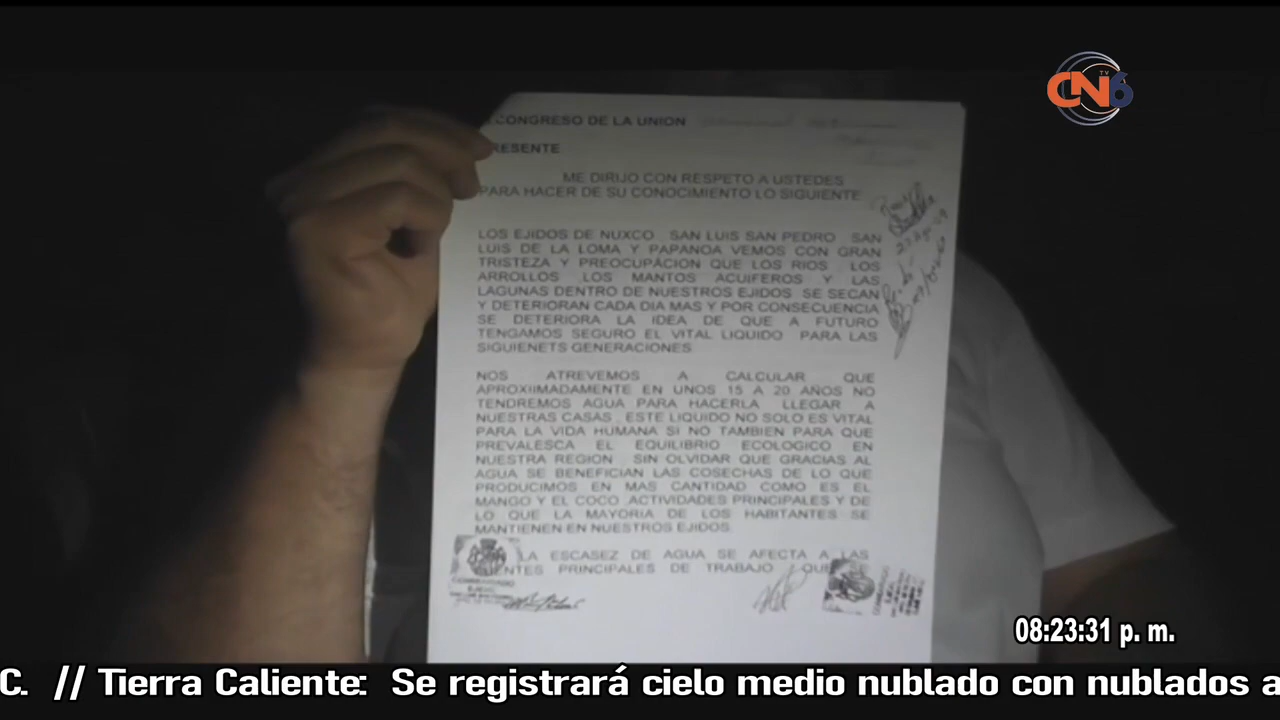 CN6
TV
CONGRESO DE LA UNION
RESENTE
ME DIRIJO CON RESPETO A USTEDES
PARA HACER DE SU CONOCIMIENTO LO SIGUIENTE
LOS EJIDOS DE NUXCO SAN LUIS SAN PEDRO SAN
LUIS DE LA LOMA Y PAPANOA VEMOS CON GRAN
TRISTEZA Y PREOCUPÁCION QUE LOS RIOS LOS
ARROLLOS LOS MANTOS ACUIFEROS Y LAS
LAGUNAS DENTRO DE NUESTROS EJIDOS SE SECAN
Y DETERIORAN CADA DIA MAS Y POR CONSECUENCIA
SE DETERIORA LA IDEA DE QUE A FUTURO
TENGAMOS SEGURO EL VITAL LIQUIDO PARA LAS
SIGUIENETS GENERACIONES
NOS ATREVEMOS A CALCULAR QUE
APROXIIMADAMENTE EN UNOS 15 A 20 AÑOS NO
TENDREMOS AGUA PARA HACERLA LLEGAR A
NUESTRAS CASAS , ESTE LIQUIDO NO SOLO ES VITAL
PARA LA VIDA HUMANA SI NO TAMBIEN PARA QUE
PREVALESCA EL EQUILIBRIO ECOLOGICO EN
NUESTRA REGION SIN OLVIDAR QUE GRACIAS AL
AGUA SE BENEFICIAN LAS COSECHAS DE LO QUE
PRODUCIMOS EN MAS CANTIDAD COMO ES EL
MANGO Y EL COCO ACTIVIDADES PRINCIPALES Y DE
LO QUE LA MAYORIA DE LOS HABITANTES SE
MANTIENEN EN NUESTROS EJIDOS
LA ESCASEZ DE AGUA SE AFECTA A LAS
ENTES PRINCIPALES DE TRABAJO QUE
COMISARIADO
EJIDAL
08:23:31 p. m.
C. // Tierra Caliente: Se registrará cielo medio nublado con nublados a